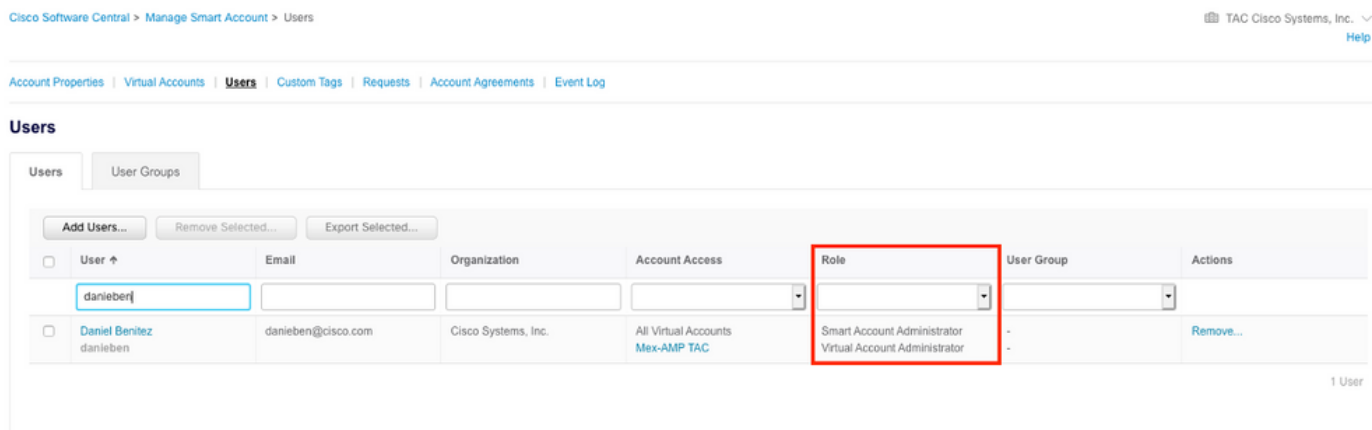 Cisco Software Central > Manage Smart Account > Users
TAC Cisco Systems, Inc.
Help
Account Properties | Virtual Accounts | Users | Custom Tags | Requests | Account Agreements | Event Log
Users
Users User Groups
Add Users... Remove Selected... Export Selected...
User ↑ Email Organization Account Access Role User Group Actions
danieben
Daniel Benitez danieben@cisco.com Cisco Systems, Inc. All Virtual Accounts Smart Account Administrator - Remove...
danieben Mex-AMP TAC Virtual Account Administrator -
1 User